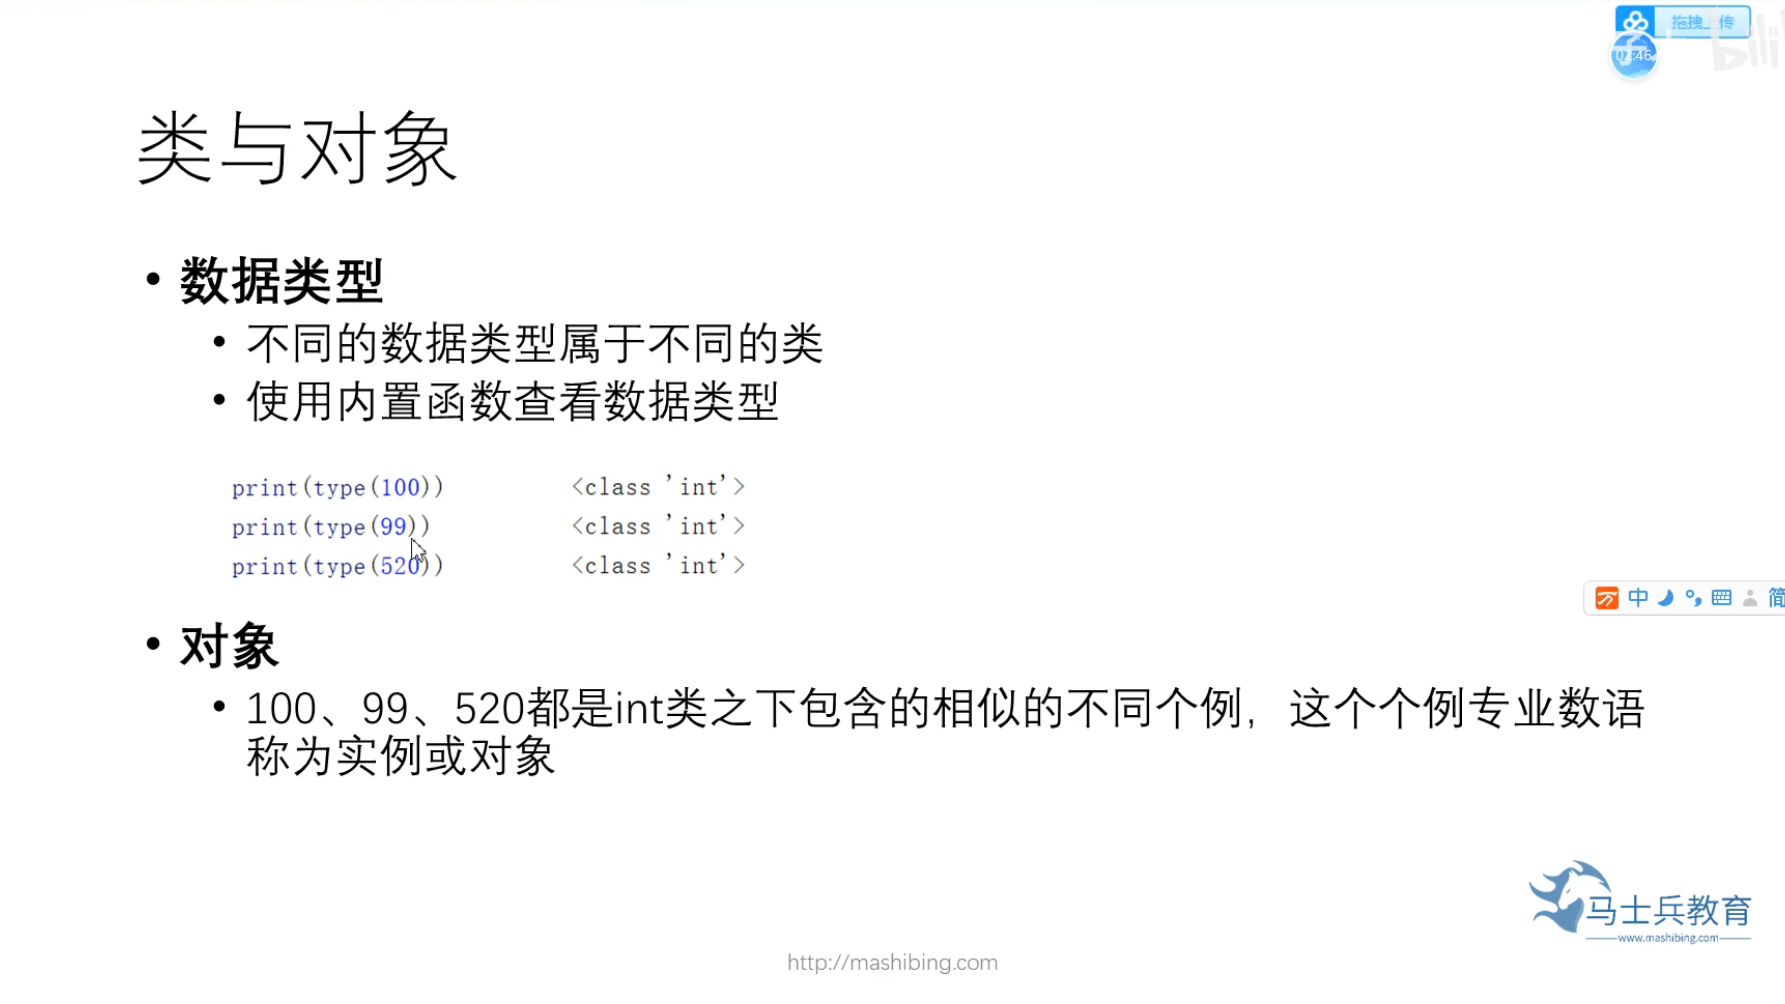 拖拽上传
02:46
bili
类与对象
• 数据类型
• 不同的数据类型属于不同的类
• 使用内置函数查看数据类型
print(type(100)) <class 'int'>
print(type(99)) <class 'int'>
print(type(520)) <class 'int'>
中 简
• 对象
• 100、99、520都是int类之下包含的相似的不同个例，这个个例专业数语
称为实例或对象
马士兵教育
www.mashibing.com
http://mashibing.com